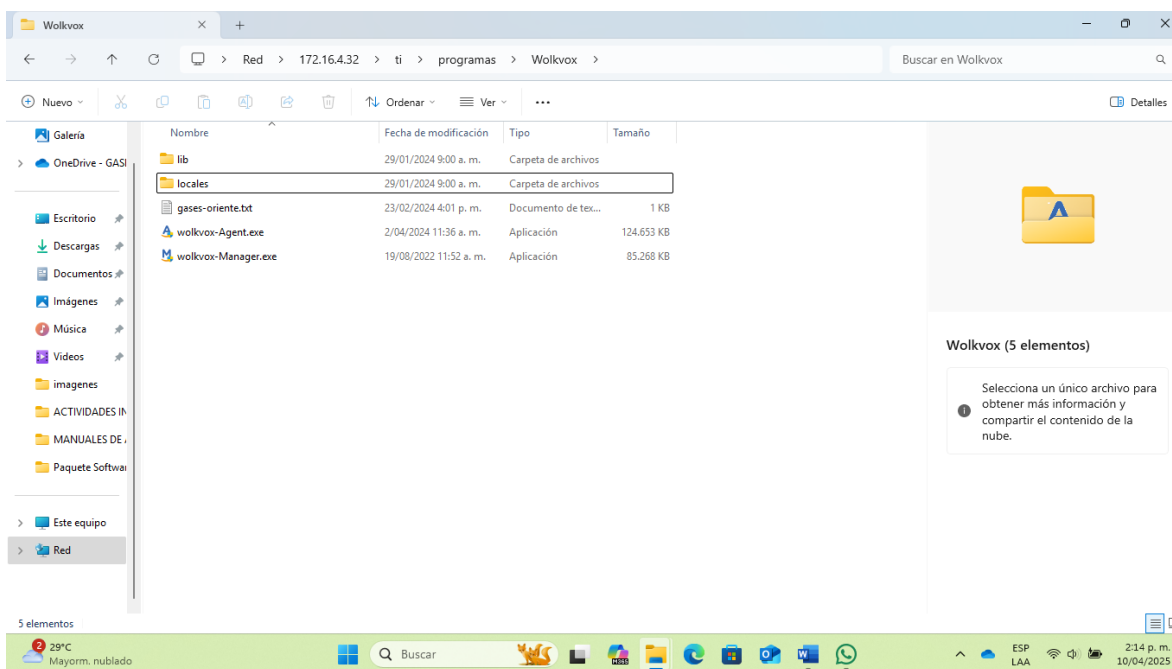 Wolkvox
Red > 172.16.4.32 > ti > programas > Wolkvox >
Buscar en Wolkvox
Nuevo
Ordenar
Ver
Detalles
Galería
OneDrive - GASE
Escritorio
Descargas
Documentos
Imágenes
Música
Videos
imagenes
ACTIVIDADES IN
MANUALES DE
Paquete Softwar
Este equipo
Red
Nombre Fecha de modificación Tipo Tamaño
lib 29/01/2024 9:00 a. m. Carpeta de archivos
locales 29/01/2024 9:00 a. m. Carpeta de archivos
gases-oriente.txt 23/02/2024 4:01 p. m. Documento de tex... 1 KB
wolkvox-Agent.exe 2/04/2024 11:36 a. m. Aplicación 124.653 KB
wolkvox-Manager.exe 19/08/2022 11:52 a. m. Aplicación 85.268 KB
Wolkvox (5 elementos)
Selecciona un único archivo para
obtener más información y
compartir el contenido de la
nube.
5 elementos
2
29°C
Mayorm. nublado
Buscar
M365
ESP
LAA
2:14 p. m
10/04/2025